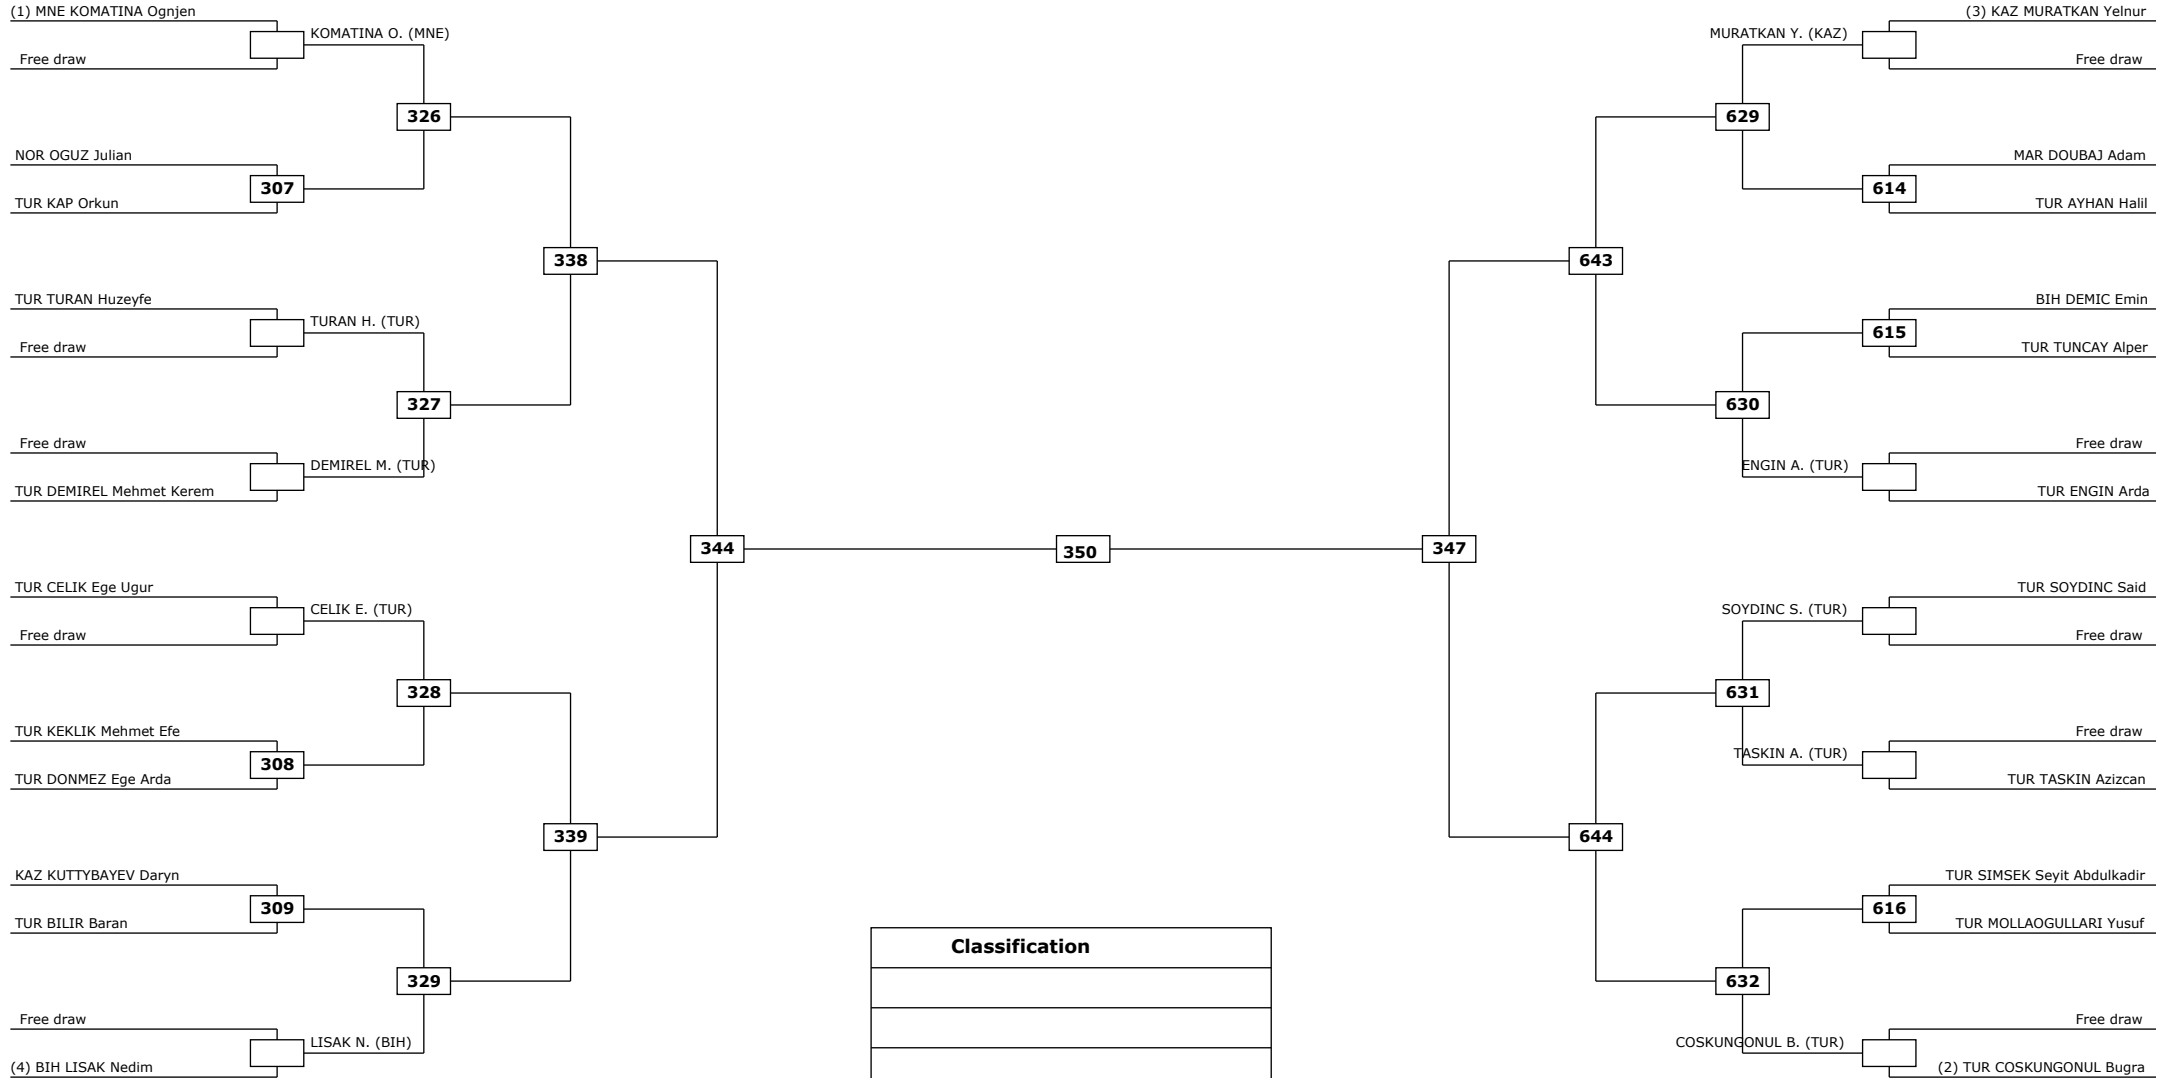 (1) MNE KOMATINA Ognjen
KOMATINA O. (MNE)
Free draw
326
NOR OGUZ Julian
307
TUR KAP Orkun
338
TUR TURAN Huzeyfe
TURAN H. (TUR)
Free draw
327
Free draw
DEMIREL M. (TUR)
TUR DEMIREL Mehmet Kerem
344
TUR CELIK Ege Ugur
CELIK E. (TUR)
Free draw
328
TUR KEKLIK Mehmet Efe
308
TUR DONMEZ Ege Arda
339
KAZ KUTTYBAYEV Daryn
309
TUR BILIR Baran
329
Free draw
LISAK N. (BIH)
(4) BIH LISAK Nedim
350
Classification
(3) KAZ MURATKAN Yelnur
MURATKAN Y. (KAZ)
Free draw
629
MAR DOUBAJ Adam
614
TUR AYHAN Halil
643
BIH DEMIC Emin
615
TUR TUNCAY Alper
630
Free draw
ENGIN A. (TUR)
TUR ENGIN Arda
347
TUR SOYDINC Said
SOYDINC S. (TUR)
Free draw
631
Free draw
TASKIN A. (TUR)
TUR TASKIN Azizcan
644
TUR SIMSEK Seyit Abdulkadir
616
TUR MOLLAOGULLARI Yusuf
632
Free draw
COSKUNGONUL B. (TUR)
(2) TUR COSKUNGONUL Bugra